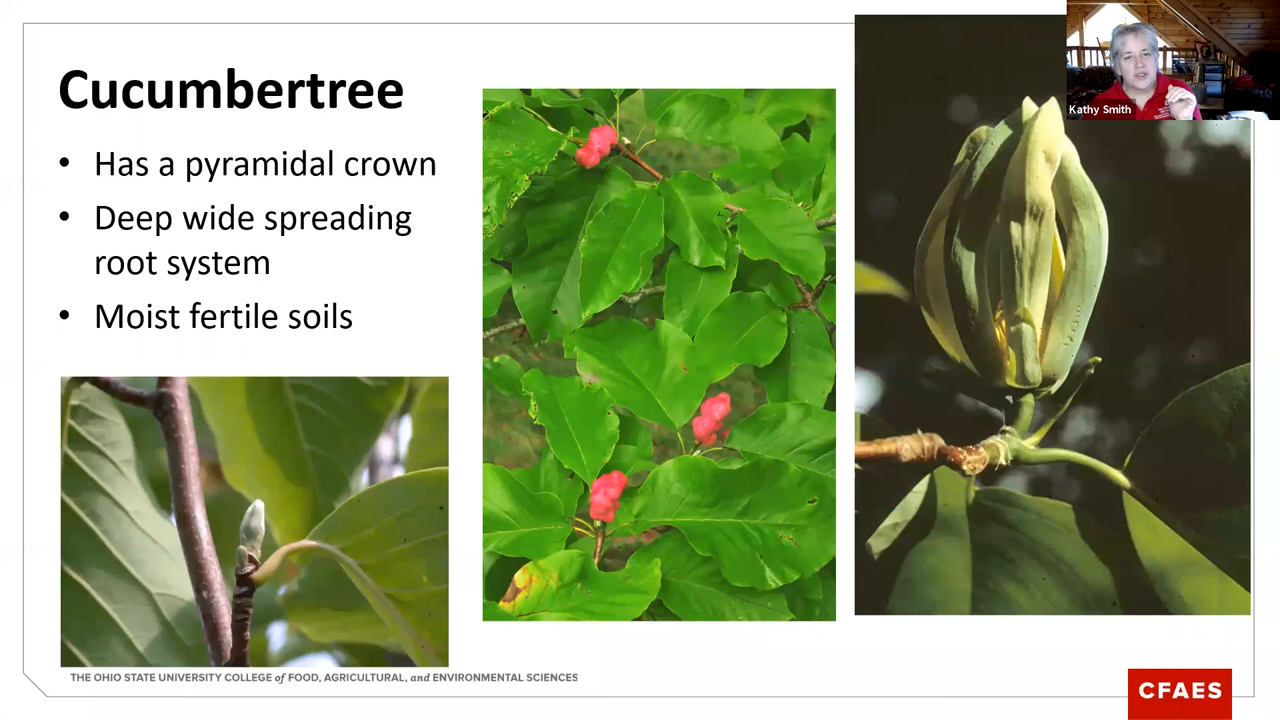 Cucumbertree
• Has a pyramidal crown
• Deep wide spreading
root system
• Moist fertile soils
Kathy Smith
THE OHIO STATE UNIVERSITY COLLEGE of FOOD, AGRICULTURAL, and ENVIRONMENTAL SCIENCES
CFAES